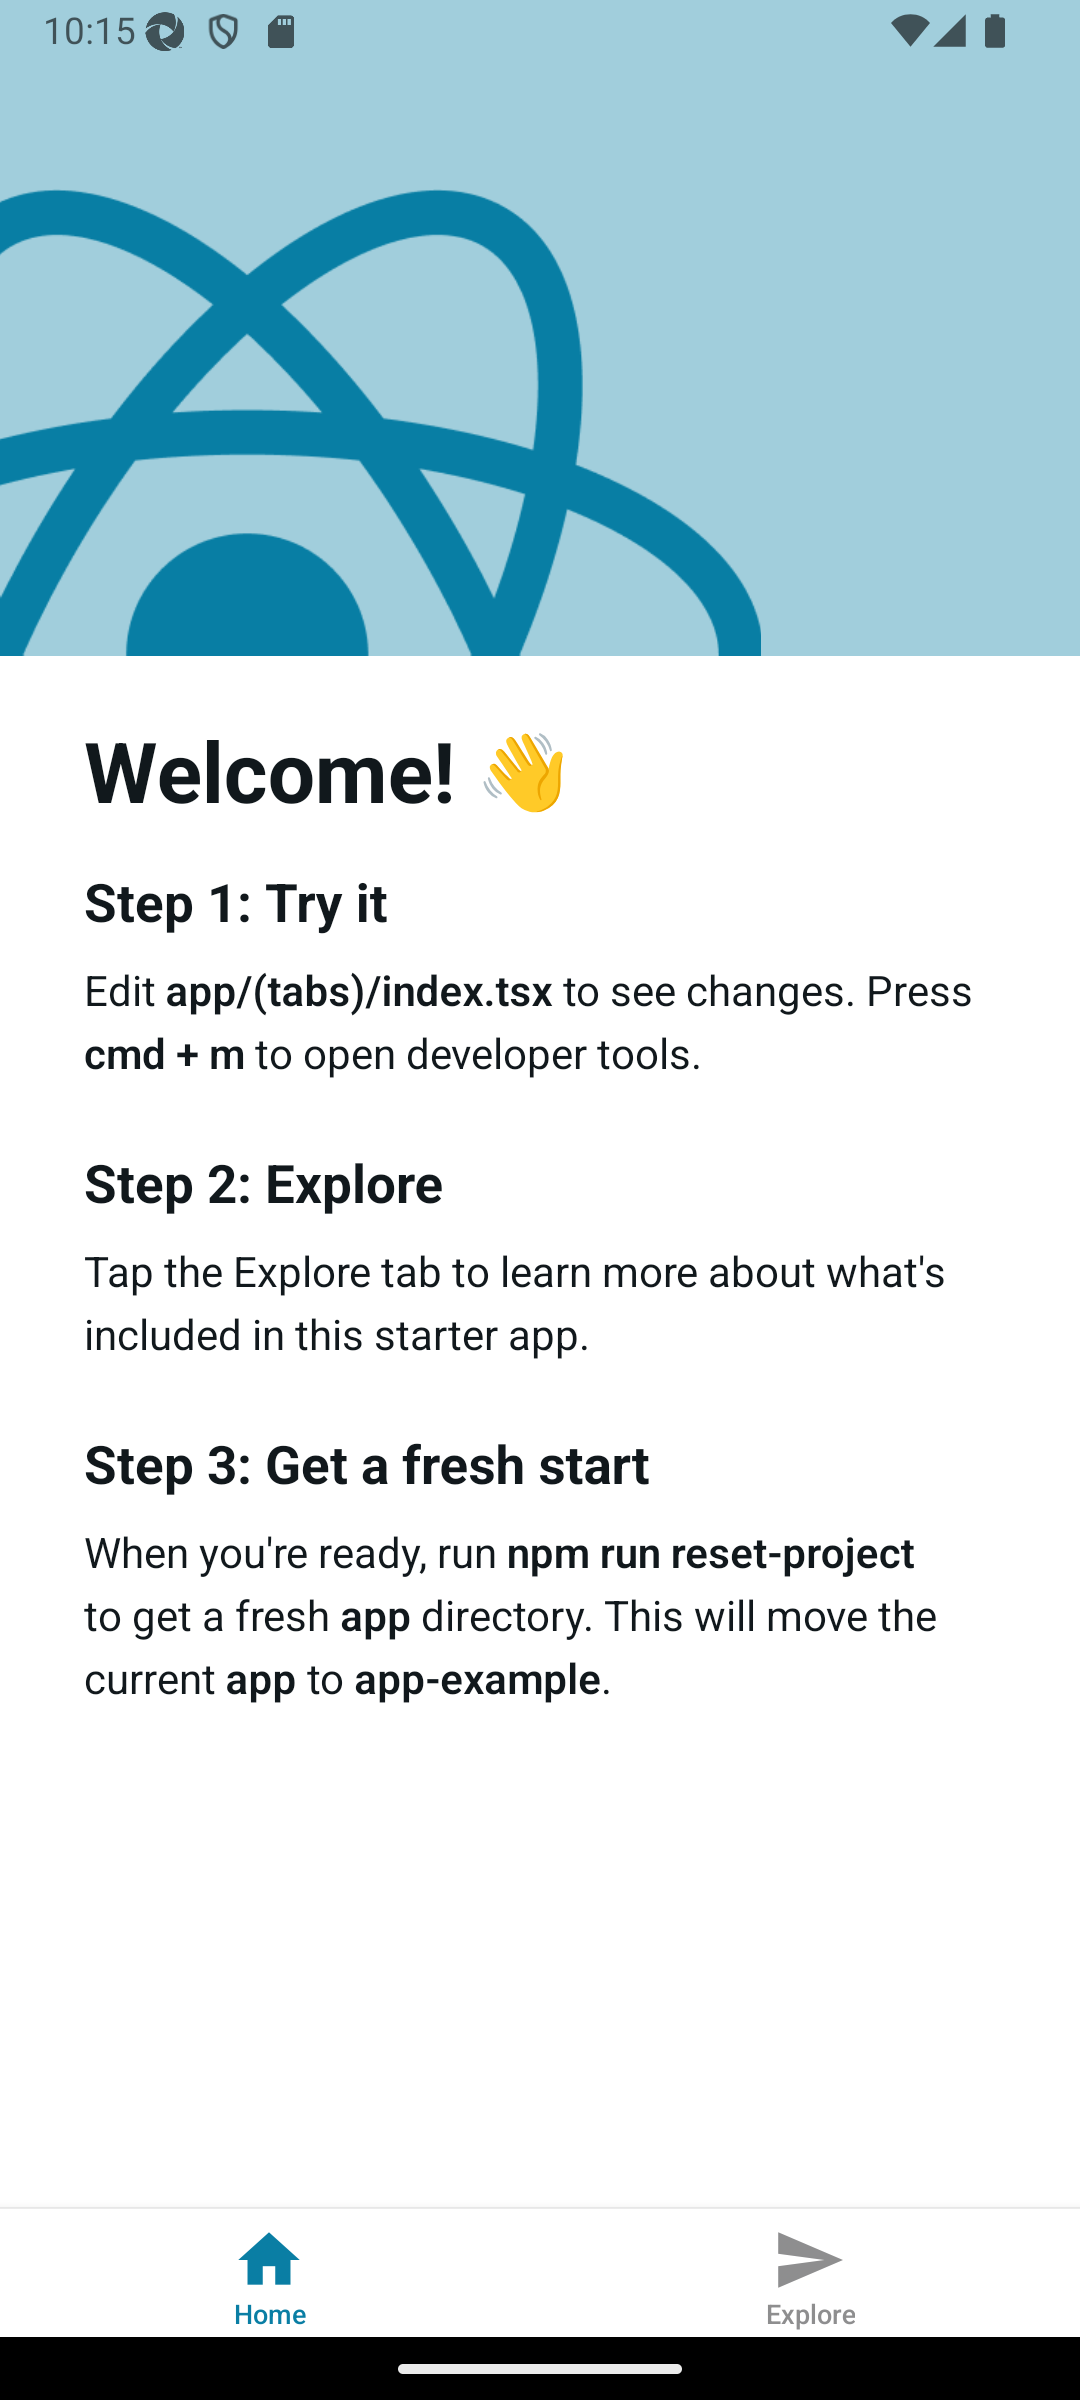 10:15
Welcome! 👋
Step 1: Try it
Edit app/(tabs)/index.tsx to see changes. Press
cmd + m to open developer tools.
Step 2: Explore
Tap the Explore tab to learn more about what's
included in this starter app.
Step 3: Get a fresh start
When you're ready, run npm run reset-project
to get a fresh app directory. This will move the
current app to app-example.
Home
Explore